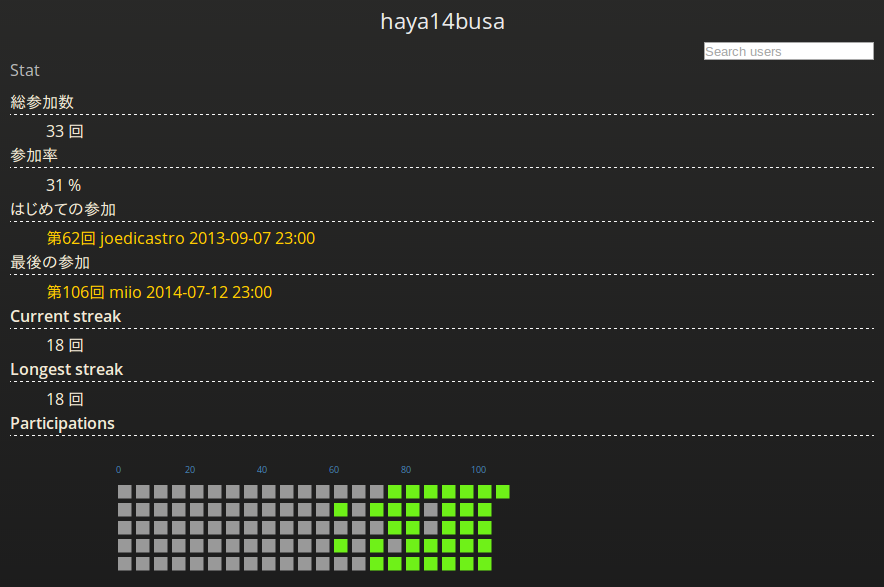 haya14busa
Search users
Stat
総参加数
33 回
参加率
31 %
はじめての参加
第62回 joedicastro 2013-09-07 23:00
最後の参加
第106回 miio 2014-07-12 23:00
Current streak
18 回
Longest streak
18 回
Participations
0 20 40 60 80 100